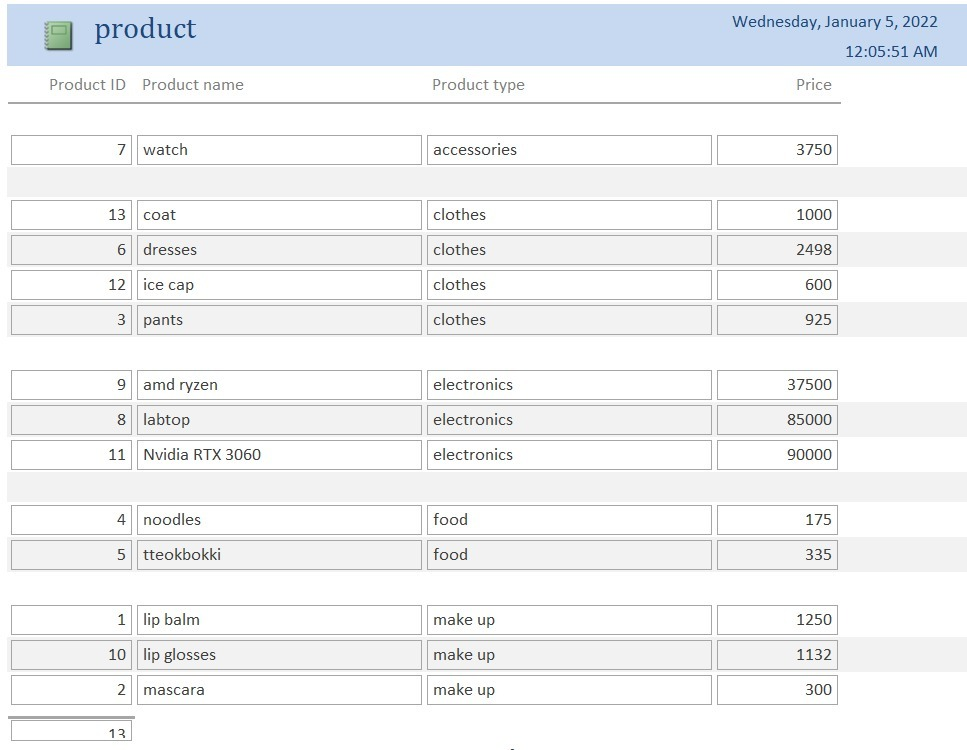 product
Wednesday, January 5, 2022
12:05:51 AM
Product ID Product name Product type Price
7 watch accessories 3750
13 coat clothes 1000
6 dresses clothes 2498
12 ice cap clothes 600
3 pants clothes 925
9 amd ryzen electronics 37500
8 labtop electronics 85000
11 Nvidia RTX 3060 electronics 90000
4 noodles food 175
5 tteokbokki food 335
1 lip balm make up 1250
10 lip glosses make up 1132
2 mascara make up 300
13